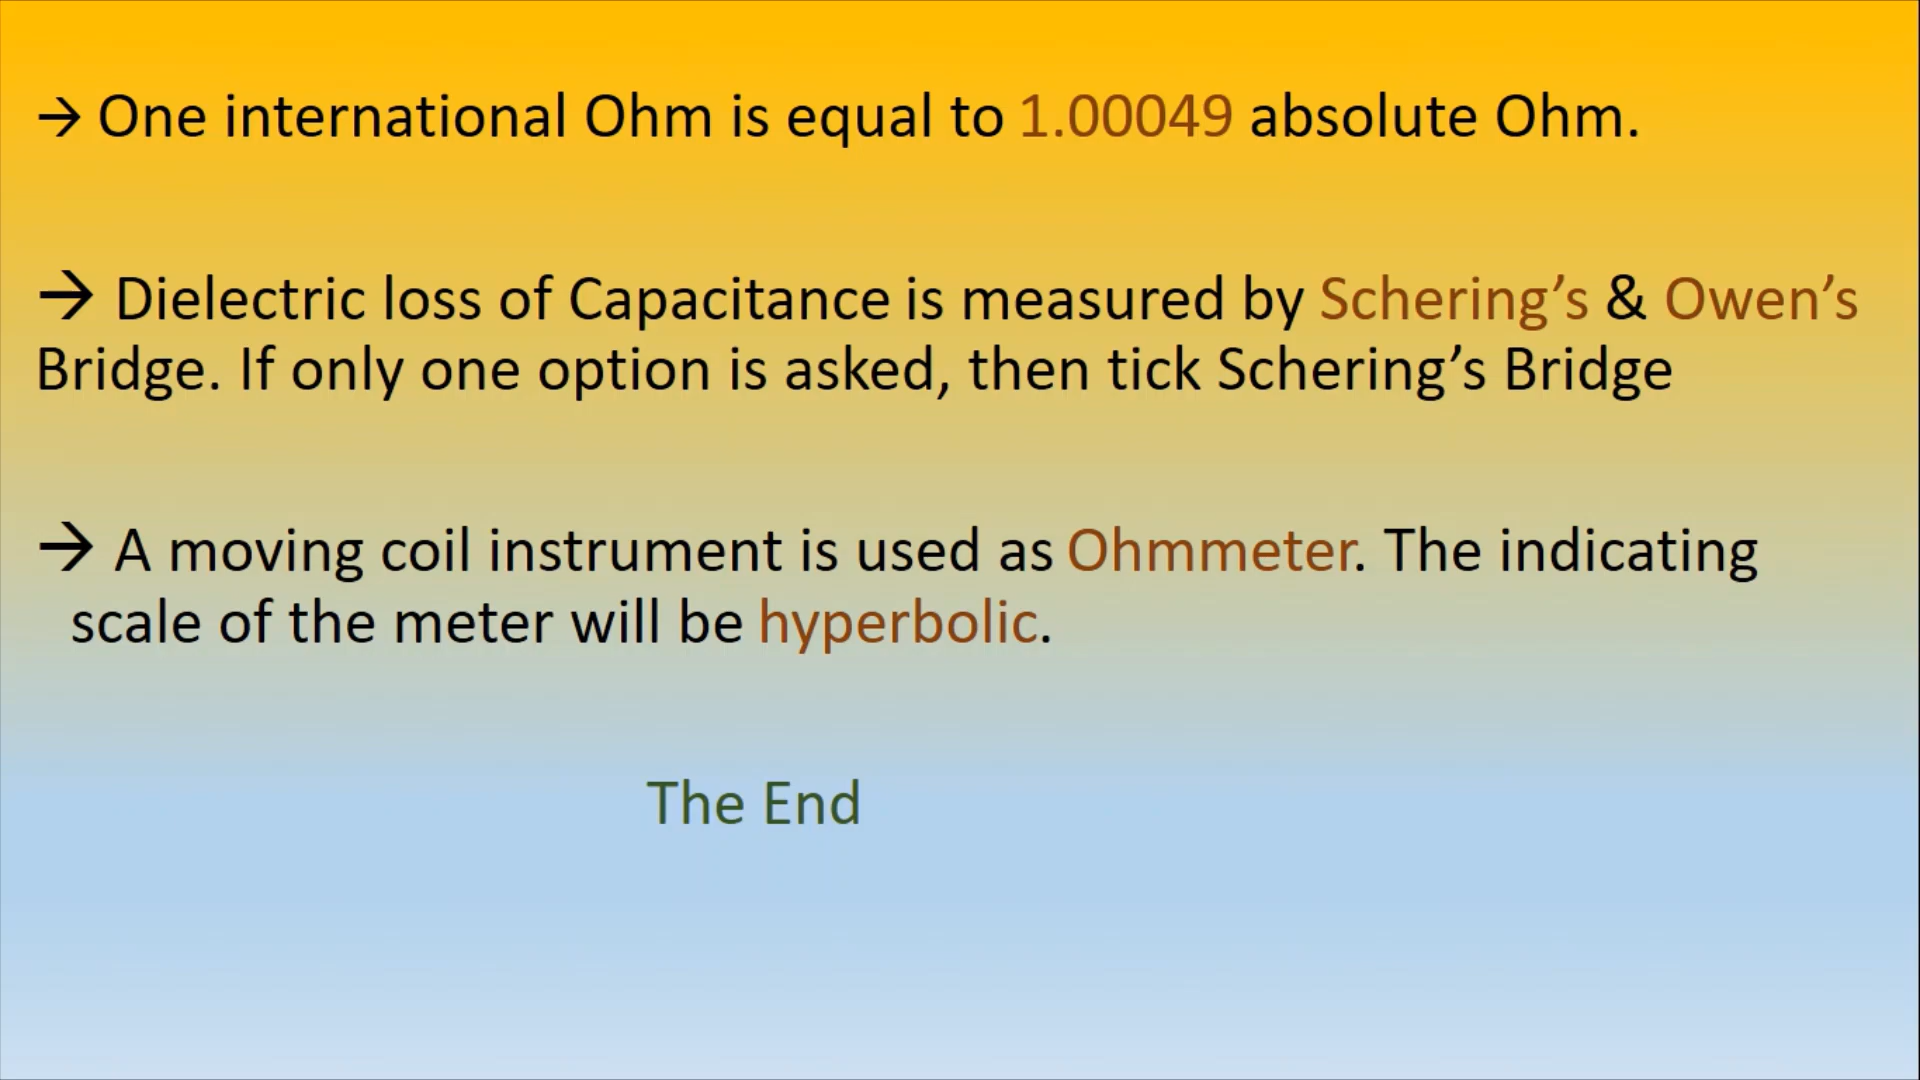 → One international Ohm is equal to 1.00049 absolute Ohm.
→ Dielectric loss of Capacitance is measured by Schering’s & Owen’s
Bridge. If only one option is asked, then tick Schering’s Bridge
→ A moving coil instrument is used as Ohmmeter. The indicating
scale of the meter will be hyperbolic.
The End